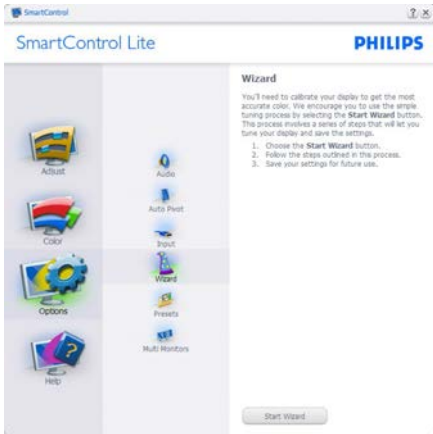 SmartControl
SmartControl Lite
PHILIPS
Wizard
You'll need to calibrate your display to get the most
accurate color. We encourage you to use the simple
tuning process by selecting the Start Wizard button.
This process involves a series of steps that will let you
tune your display and save the settings.
1. Choose the Start Wizard button.
2. Follow the steps outlined in this process.
3. Save your settings for future use.
Adjust
Color
Options
Help
Audio
Auto Pivot
Input
Wizard
Presets
Multi Monitors
Start Wizard